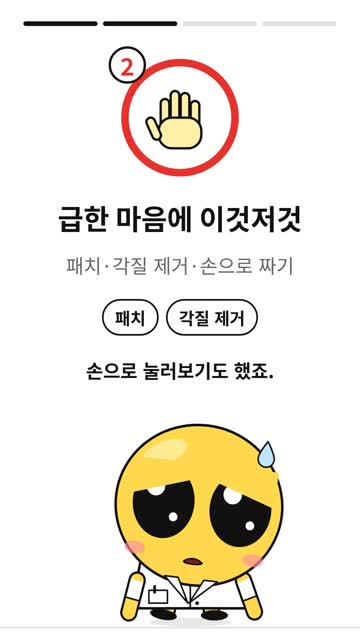 2
급한 마음에 이것저것
패치·각질 제거·손으로 짜기
패치 각질 제거
손으로 눌러보기도 했죠.